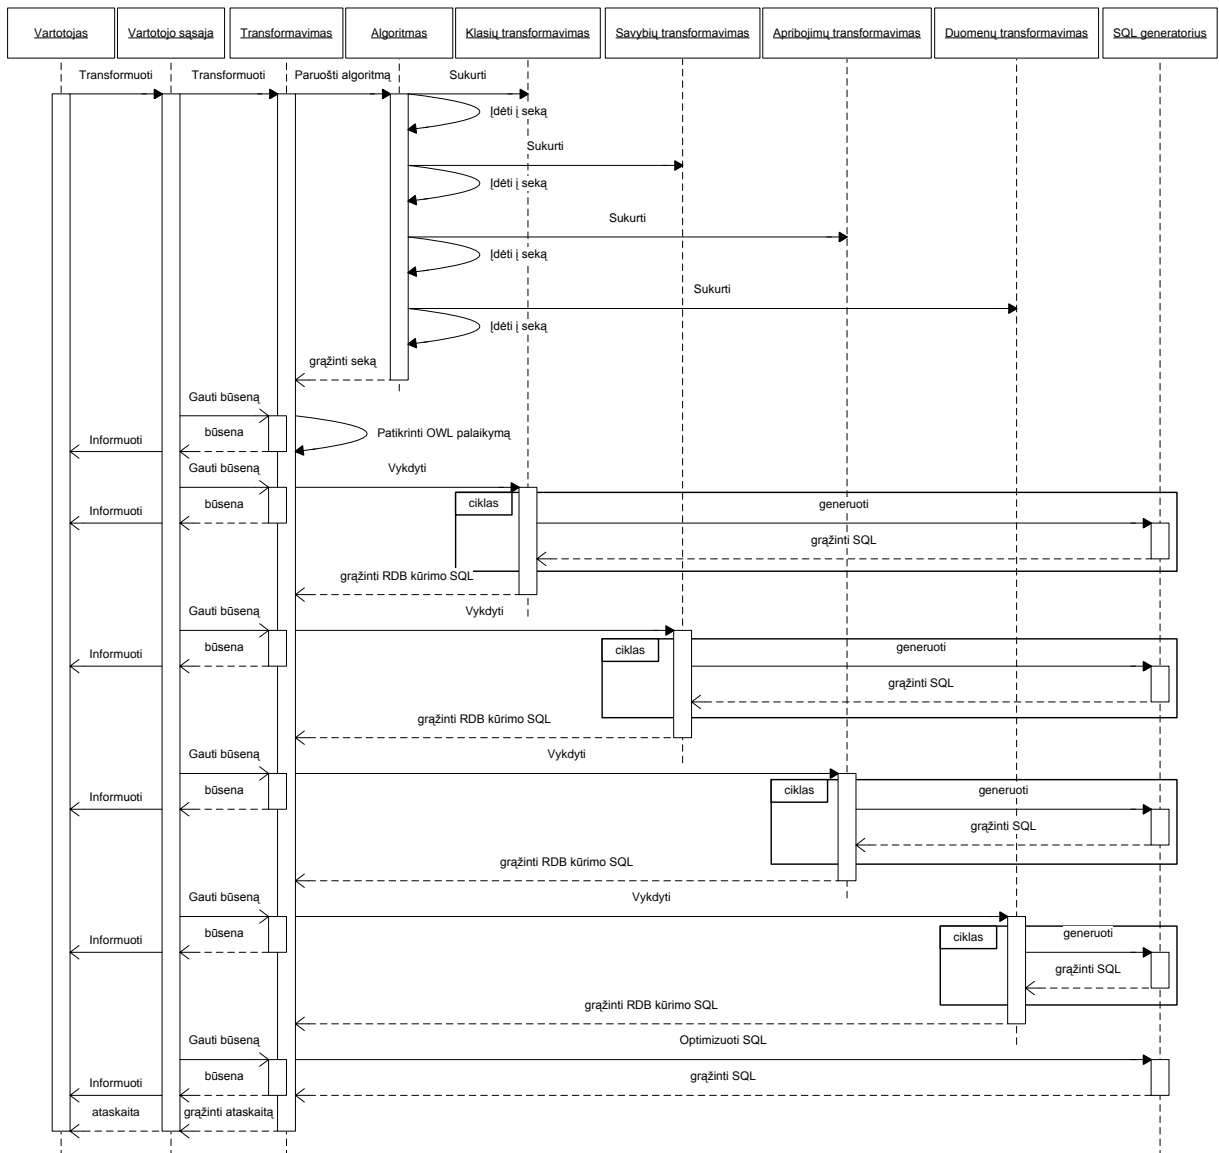 Vartotojas
Vartotojo sąsaja
Transformavimas
Algoritmas
Klasių transformavimas
Savybių transformavimas
Apribojimų transformavimas
Duomenų transformavimas
SQL generatorius
Transformuoti
Transformuoti
Paruošti algoritmą
Sukurti
Įdėti į seką
Sukurti
Įdėti į seką
Sukurti
Įdėti į seką
Sukurti
Įdėti į seką
grąžinti seką
Gauti būseną
būsena
Patikrinti OWL palaikymą
Informuoti
Gauti būseną
Vykdyti
ciklas
būsena
generuoti
Informuoti
grąžinti SQL
grąžinti RDB kūrimo SQL
Gauti būseną
Vykdyti
būsena
ciklas
generuoti
Informuoti
grąžinti SQL
grąžinti RDB kūrimo SQL
Gauti būseną
Vykdyti
būsena
ciklas
generuoti
Informuoti
grąžinti SQL
grąžinti RDB kūrimo SQL
Gauti būseną
Vykdyti
būsena
ciklas
generuoti
Informuoti
grąžinti SQL
grąžinti RDB kūrimo SQL
Gauti būseną
Optimizuoti SQL
būsena
grąžinti SQL
Informuoti
ataskaita
grąžinti ataskaitą